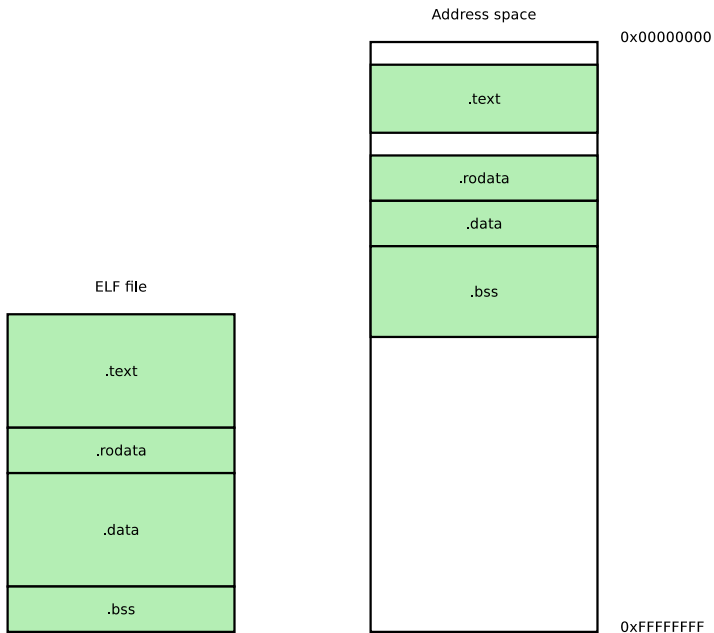 Address space
0x00000000
.text
.rodata
.data
.bss
ELF file
.text
.rodata
.data
.bss
0xFFFFFFFF